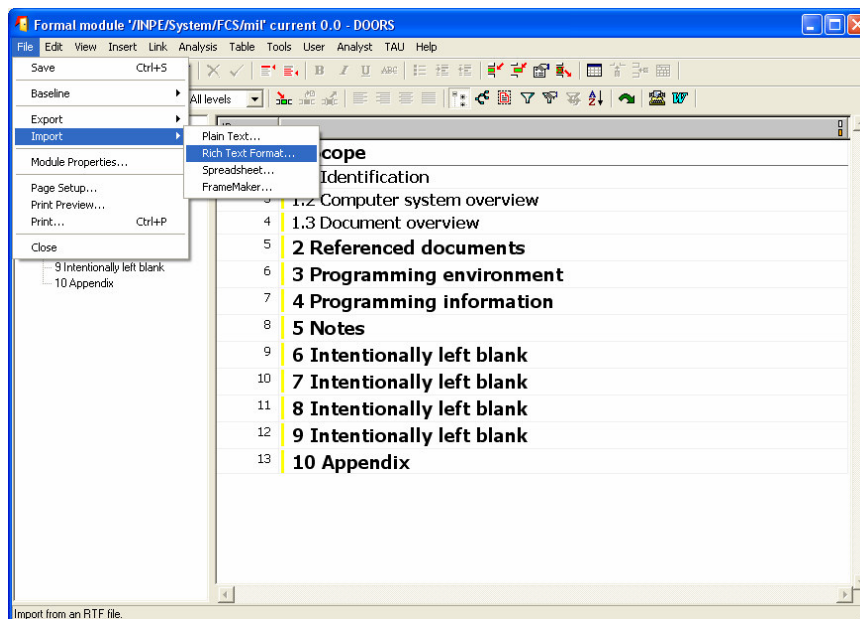 Formal module '/INPE/System/FCS/mil' current 0.0 - DOORS
File Edit View Insert Link Analysis Table Tools User Analyst TAU Help
Save Ctrl+S
Baseline
Export
Import
Module Properties...
Page Setup...
Print Preview...
Print... Ctrl+P
Close
Plain Text...
Rich Text Format...
Spreadsheet...
FrameMaker...
All levels
B I U ABC
9 Intentionally left blank
10 Appendix
cope
Identification
3 1.2 Computer system overview
4 1.3 Document overview
5 2 Referenced documents
6 3 Programming environment
7 4 Programming information
8 5 Notes
9 6 Intentionally left blank
10 7 Intentionally left blank
11 8 Intentionally left blank
12 9 Intentionally left blank
13 10 Appendix
Import from an RTF file.